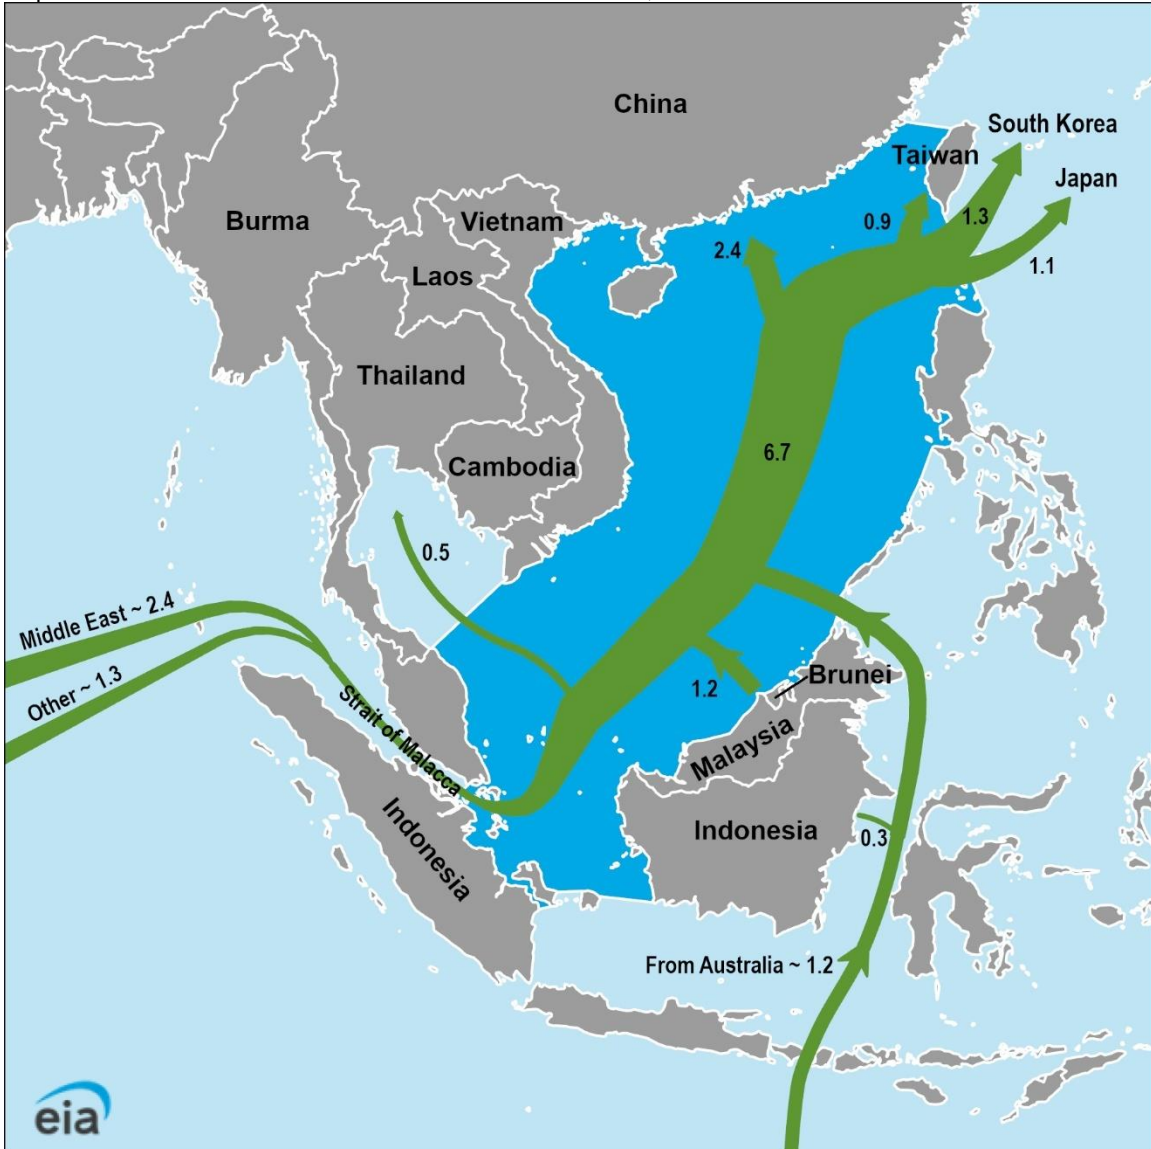 China
South Korea
Taiwan
Japan
Burma
Vietnam
0.9
1.3
2.4
1.1
Laos
Thailand
6.7
Cambodia
0.5
Middle East ~ 2.4
Other ~ 1.3
Strait of Malacca
1.2
Brunei
Malaysia
Indonesia
Indonesia
0.3
From Australia ~ 1.2
eia